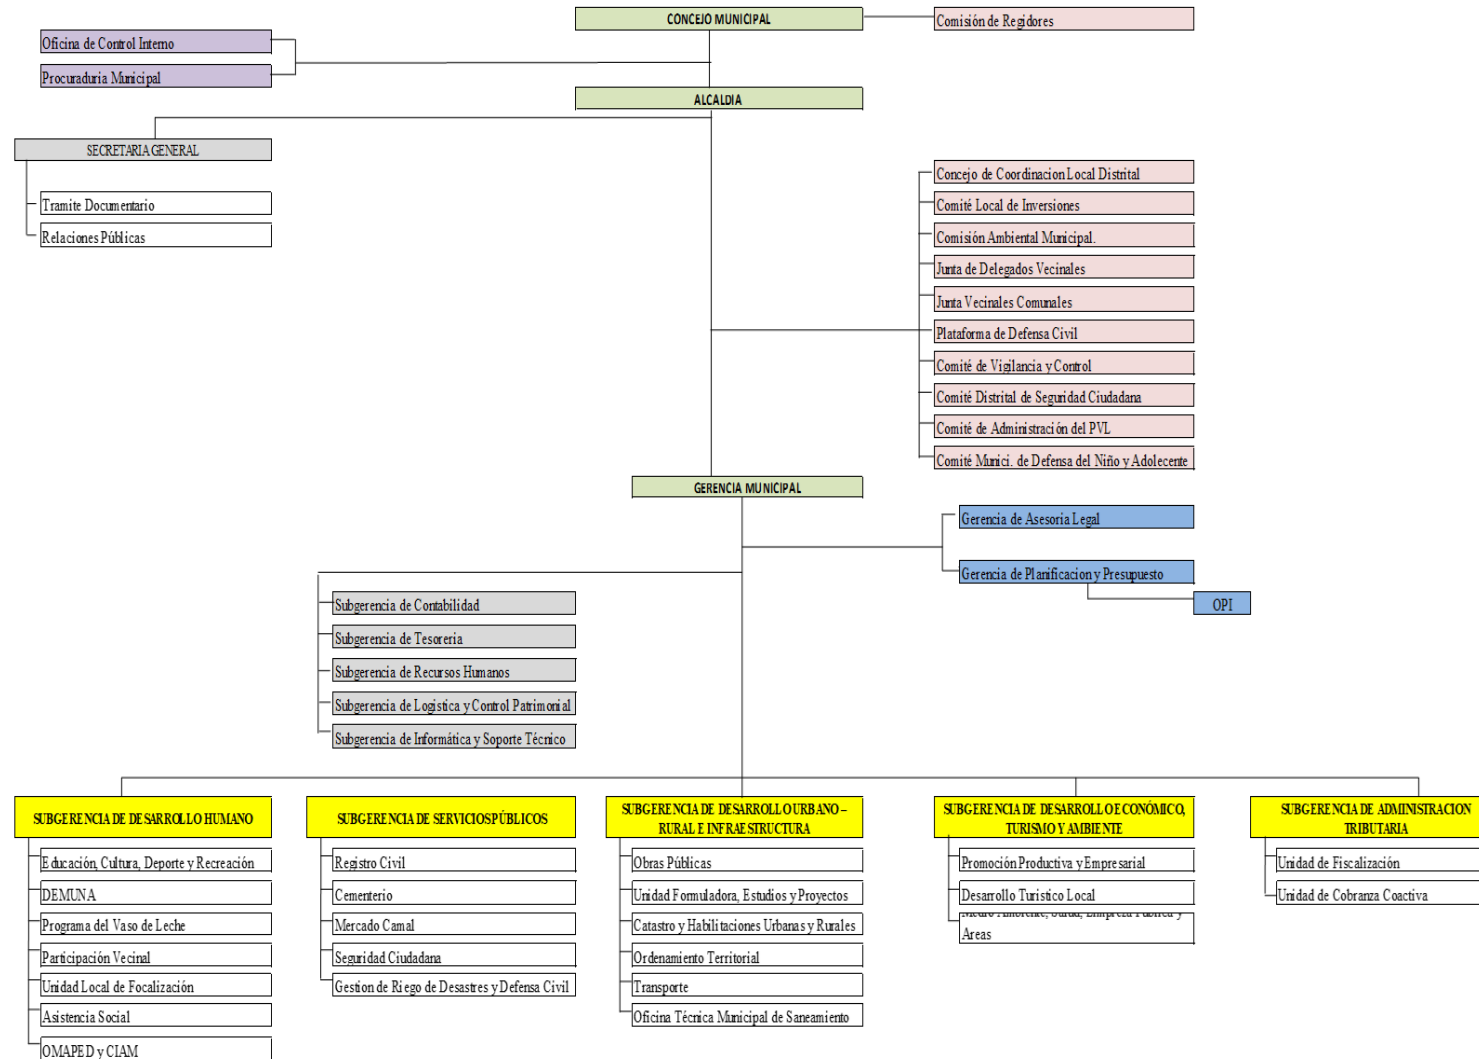 CONCEJO MUNICIPAL
Comisión de Regidores
Oficina de Control Interno
Procuraduria Municipal
ALCALDIA
SECRETARIA GENERAL
Tramite Documentario
Relaciones Públicas
Concejo de Coordinacion Local Distrital
Comité Local de Inversiones
Comisión Ambiental Municipal.
Junta de Delegados Vecinales
Junta Vecinales Comunales
Plataforma de Defensa Civil
Comité de Vigilancia y Control
Comité Distrital de Seguridad Ciudadana
Comité de Administración del PVL
Comité Munici. de Defensa del Niño y Adolecente
GERENCIA MUNICIPAL
Gerencia de Asesoria Legal
Gerencia de Planificacion y Presupuesto
OPI
Subgerencia de Contabilidad
Subgerencia de Tesoreria
Subgerencia de Recursos Humanos
Subgerencia de Logistica y Control Patrimonial
Subgerencia de Informática y Soporte Técnico
SUBGERENCIA DE DESARROLLO HUMANO
Educación, Cultura, Deporte y Recreación
DEMUNA
Programa del Vaso de Leche
Participación Vecinal
Unidad Local de Focalización
Asistencia Social
OMAPED y CIAM
SUBGERENCIA DE SERVICIOS PÚBLICOS
Registro Civil
Cementerio
Mercado Camal
Seguridad Ciudadana
Gestion de Riego de Desastres y Defensa Civil
SUBGERENCIA DE DESARROLLO URBANO –
RURAL E INFRAESTRUCTURA
Obras Públicas
Unidad Formuladora, Estudios y Proyectos
Catastro y Habilitaciones Urbanas y Rurales
Ordenamiento Territorial
Transporte
Oficina Técnica Municipal de Saneamiento
SUBGERENCIA DE DESARROLLO ECONÓMICO,
TURISMO Y AMBIENTE
Promoción Productiva y Empresarial
Desarrollo Turistico Local
Medio Ambiente, Salud, Limpieza Pública y
Areas
SUBGERENCIA DE ADMINISTRACION
TRIBUTARIA
Unidad de Fiscalización
Unidad de Cobranza Coactiva